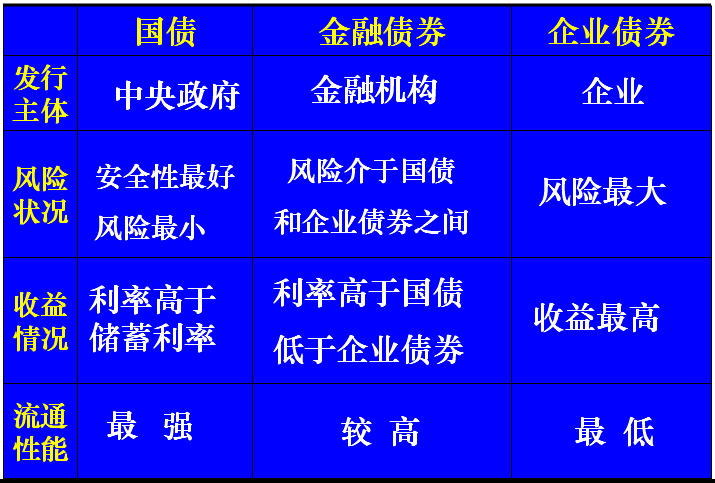 国债 金融债券 企业债券
发行
主体
中央政府 金融机构 企业
风险
状况
安全性最好
风险最小
风险介于国债
和企业债券之间
风险最大
收益
情况
利率高于
储蓄利率
利率高于国债
低于企业债券
收益最高
流通
性能
最 强 较 高 最 低